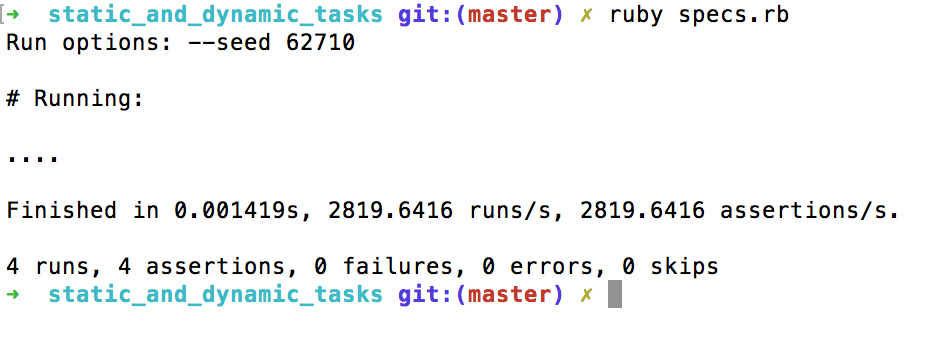 [➜  static_and_dynamic_tasks git:(master) ✗ ruby specs.rb
Run options: --seed 62710
# Running:
....
Finished in 0.001419s, 2819.6416 runs/s, 2819.6416 assertions/s.
4 runs, 4 assertions, 0 failures, 0 errors, 0 skips
➜  static_and_dynamic_tasks git:(master) ✗